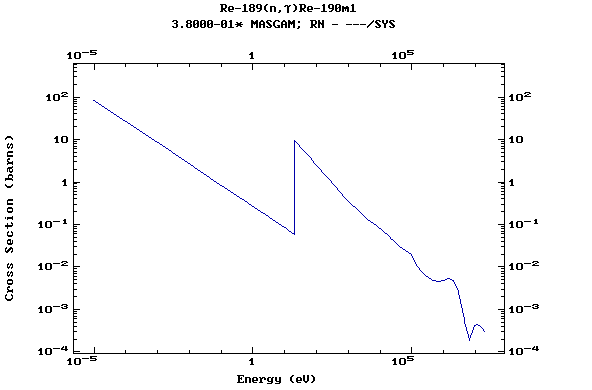 Re-189(n,γ)Re-190m1
3.8000-01* MASGAM; RN - ---/SYS
10⁻⁵ 1 10⁵
10² 10²
10 10
1 1
10⁻¹ 10⁻¹
10⁻² 10⁻²
10⁻³ 10⁻³
10⁻⁴ 10⁻⁴
10⁻⁵ 1 10⁵
Cross Section (barns)
Energy (eV)